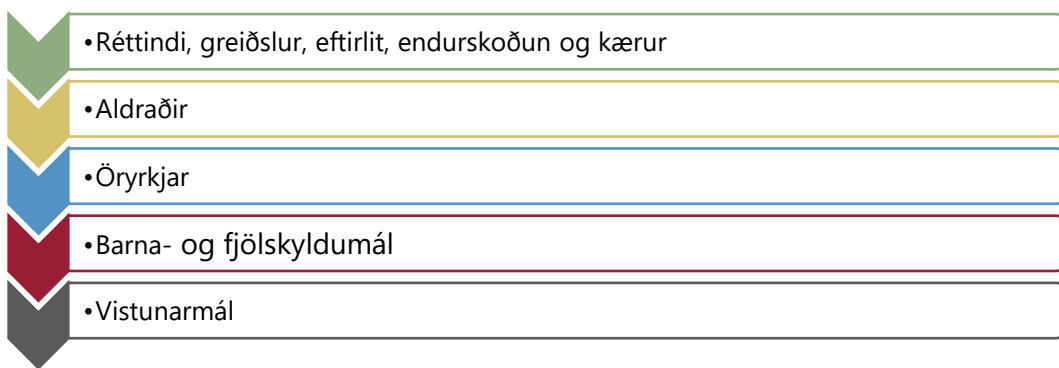 •Réttindi, greiðslur, eftirlit, endurskoðun og kærur
•Aldraðir
•Öryrkjar
•Barna- og fjölskyldumál
•Vistunarmál